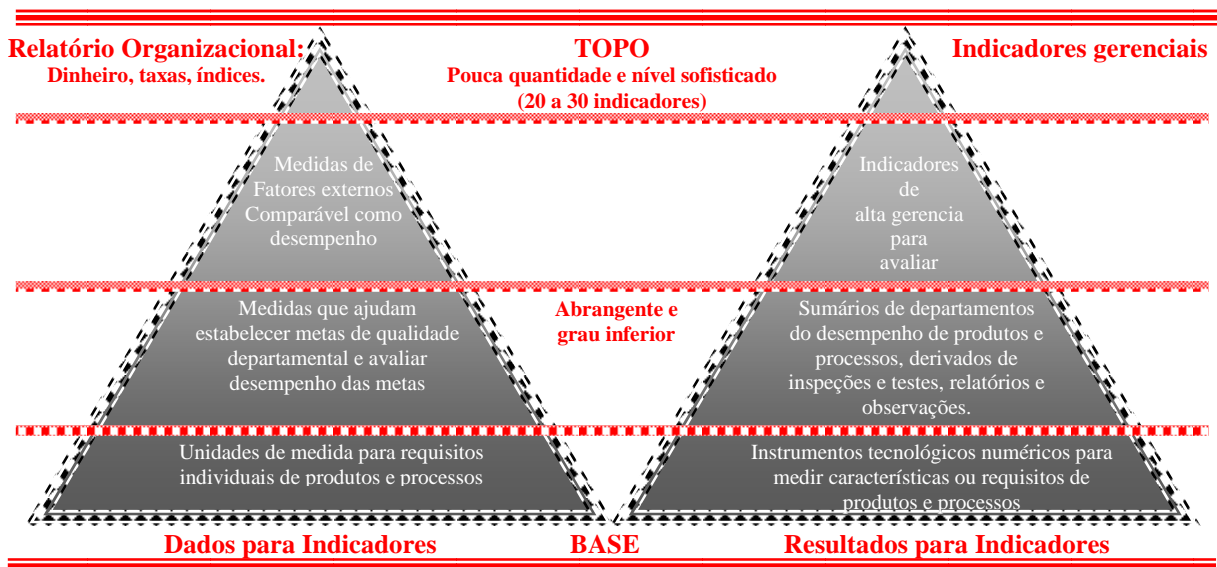 Relatório Organizacional:
Dinheiro, taxas, índices.
TOPO
Pouca quantidade e nível sofisticado
(20 a 30 indicadores)
Indicadores gerenciais
Medidas de
Fatores externos
Comparável como
desempenho
Indicadores
de
alta gerencia
para
avaliar
Medidas que ajudam
estabelecer metas de qualidade
departamental e avaliar
desempenho das metas
Abrangente e
grau inferior
Sumários de departamentos
do desempenho de produtos e
processos, derivados de
inspeções e testes, relatórios e
observações.
Unidades de medida para requisitos
individuais de produtos e processos
Instrumentos tecnológicos numéricos para
medir características ou requisitos de
produtos e processos
Dados para Indicadores
BASE
Resultados para Indicadores